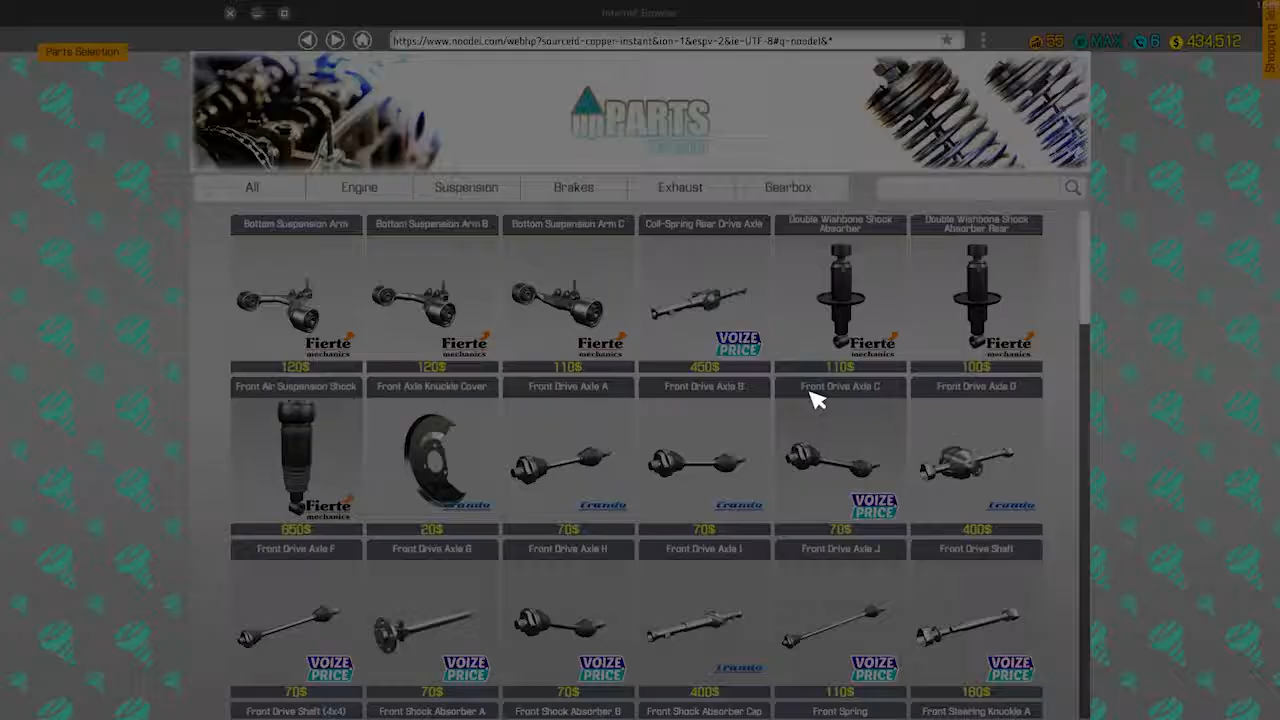 Internet Browser
Parts Selection
https://www.noodel.com/webhp?sourceid-copper-instant&ion-1&espv-2&ie-UTF-8#q-noodel&*
55 MAX 6 $ 434,512
PARTS
All Engine Suspension Brakes Exhaust Gearbox
Bottom Suspension Arm
Bottom Suspension Arm B
Bottom Suspension Arm C
Coil-Spring Rear Drive Axle
Double Wishbone Shock
Absorber
Double Wishbone Shock
Absorber Rear
Fierte
mechanics
Fierte
mechanics
Fierte
mechanics
VOIZE
PRICE
Fierte
mechanics
Fierte
mechanics
120$ 120$ 110$ 450$ 110$ 100$
Front Air Suspension Shock
Front Axle Knuckle Cover
Front Drive Axle A
Front Drive Axle B
Front Drive Axle C
Front Drive Axle D
Fierte
mechanics
VOIZE
PRICE
650$ 20$ 70$ 70$ 70$ 400$
Front Drive Axle F
Front Drive Axle G
Front Drive Axle H
Front Drive Axle I
Front Drive Axle J
Front Drive Shaft
VOIZE
PRICE
VOIZE
PRICE
VOIZE
PRICE
VOIZE
PRICE
VOIZE
PRICE
70$ 70$ 70$ 400$ 110$ 160$
Front Drive Shaft (4x4)
Front Shock Absorber A
Front Shock Absorber B
Front Shock Absorber Cap
Front Spring
Front Steering Knuckle A